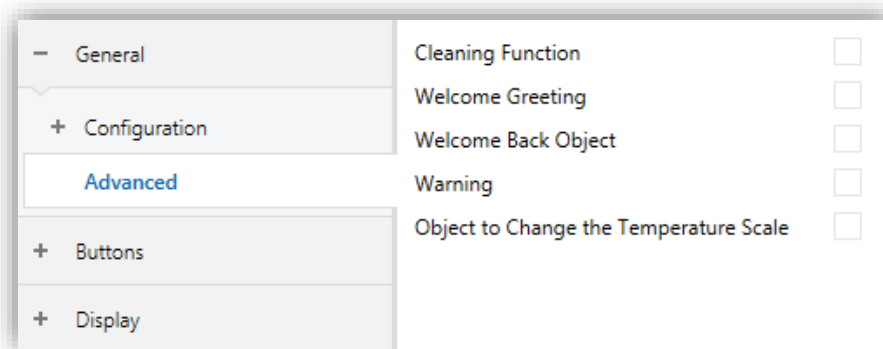 General
Configuration
Advanced
Buttons
Display
Cleaning Function
Welcome Greeting
Welcome Back Object
Warning
Object to Change the Temperature Scale